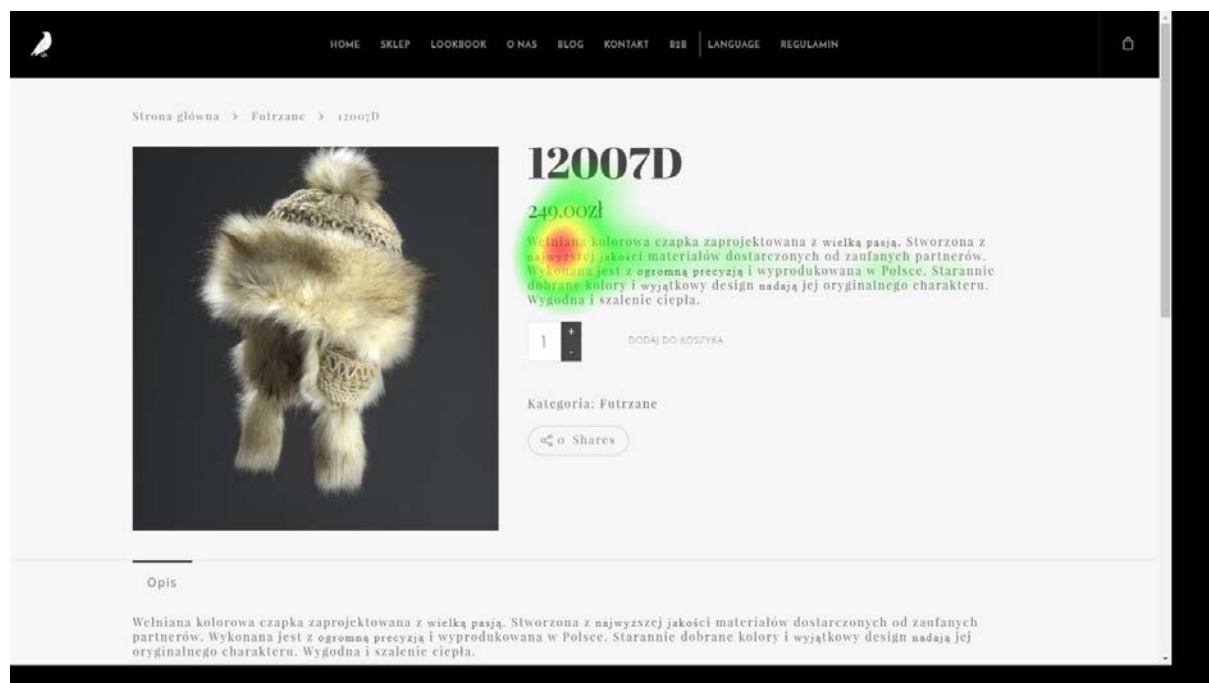 HOME SKLEP LOOKBOOK O NAS BLOG KONTAKT B2B LANGUAGE REGULAMIN
Strona główna > Futrzane > 12007D
12007D
249.00zł
Wełniana kolorowa czapka zaprojektowana z wielką pasją. Stworzona z
najwyższej jakości materiałów dostarczonych od zaufanych partnerów.
Wykonana jest z ogromną precyzją i wyprodukowana w Polsce. Starannie
dobrane kolory i wyjątkowy design nadają jej oryginalnego charakteru.
Wygodna i szalenie ciepła.
1 + -
DODAJ DO KOSZYKA
Kategoria: Futrzane
0 Shares
Opis
Wełniana kolorowa czapka zaprojektowana z wielką pasją. Stworzona z najwyższej jakości materiałów dostarczonych od zaufanych
partnerów. Wykonana jest z ogromną precyzją i wyprodukowana w Polsce. Starannie dobrane kolory i wyjątkowy design nadają jej
oryginalnego charakteru. Wygodna i szalenie ciepła.